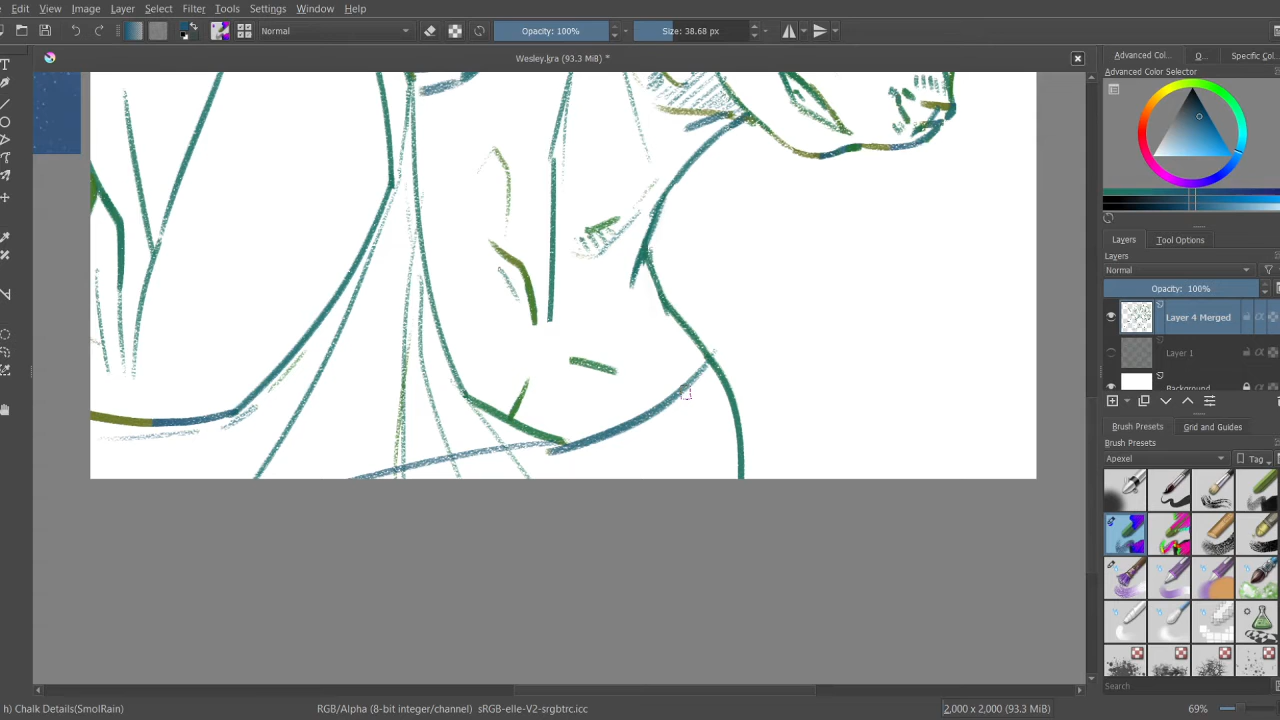 Edit View Image Layer Select Filter Tools Settings Window Help
Normal Opacity: 100% Size: 38.68 px
Wesley.kra (93.3 MiB) *
Advanced Col... O... Specific Col
Advanced Color Selector
Layers Tool Options
Layers
Normal
Opacity: 100%
Layer 4 Merged
Layer 1
Background
Brush Presets Grid and Guides
Brush Presets
Apexel Tag
Search
h) Chalk Details(SmolRain) RGB/Alpha (8-bit integer/channel) sRGB-elle-V2-srgbtrc.icc 2,000 x 2,000 (93.3 MiB) 69%